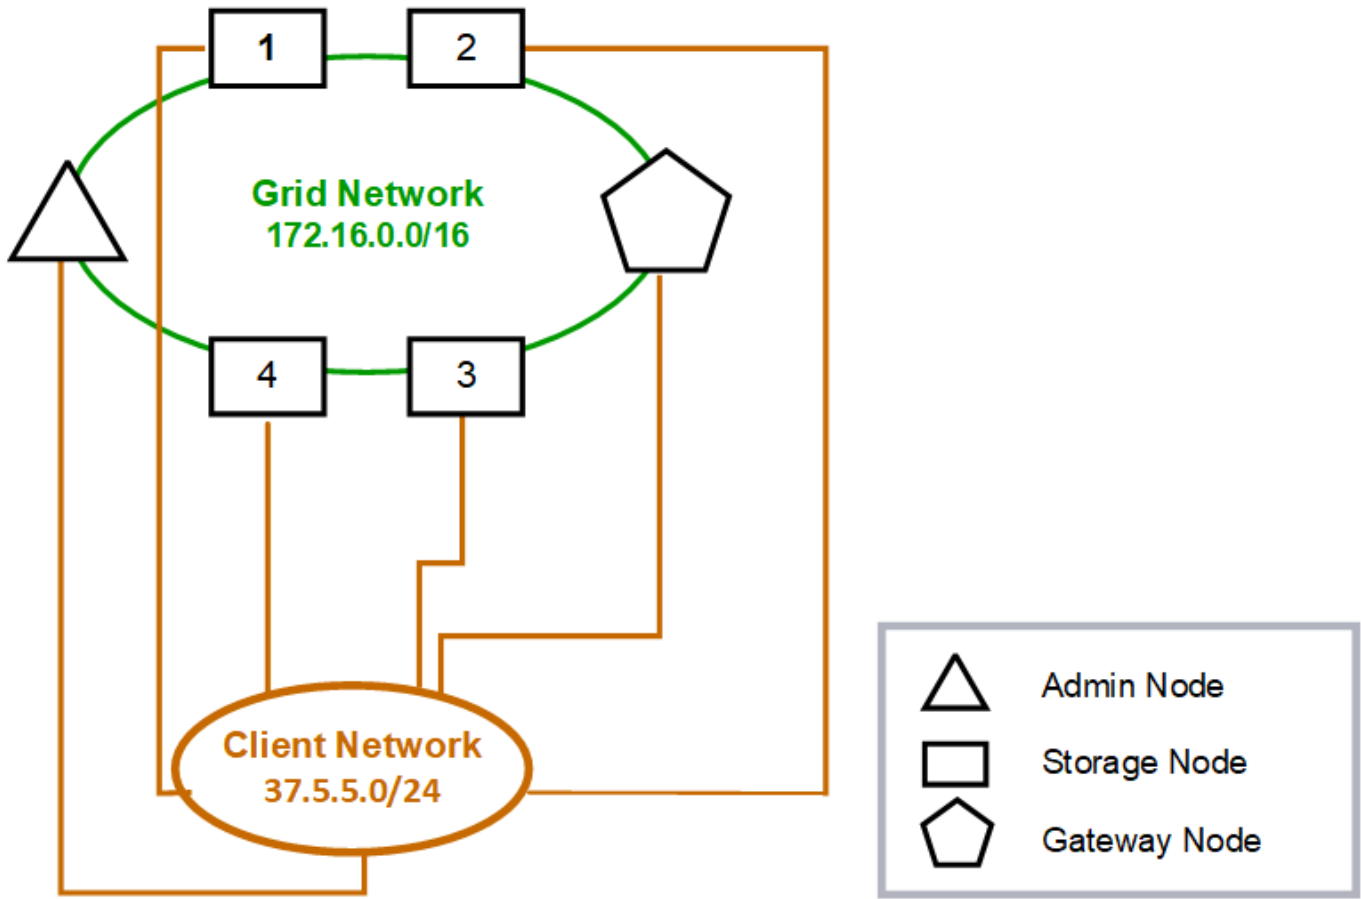 1
2
Grid Network
172.16.0.0/16
4
3
Client Network
37.5.5.0/24
Admin Node
Storage Node
Gateway Node